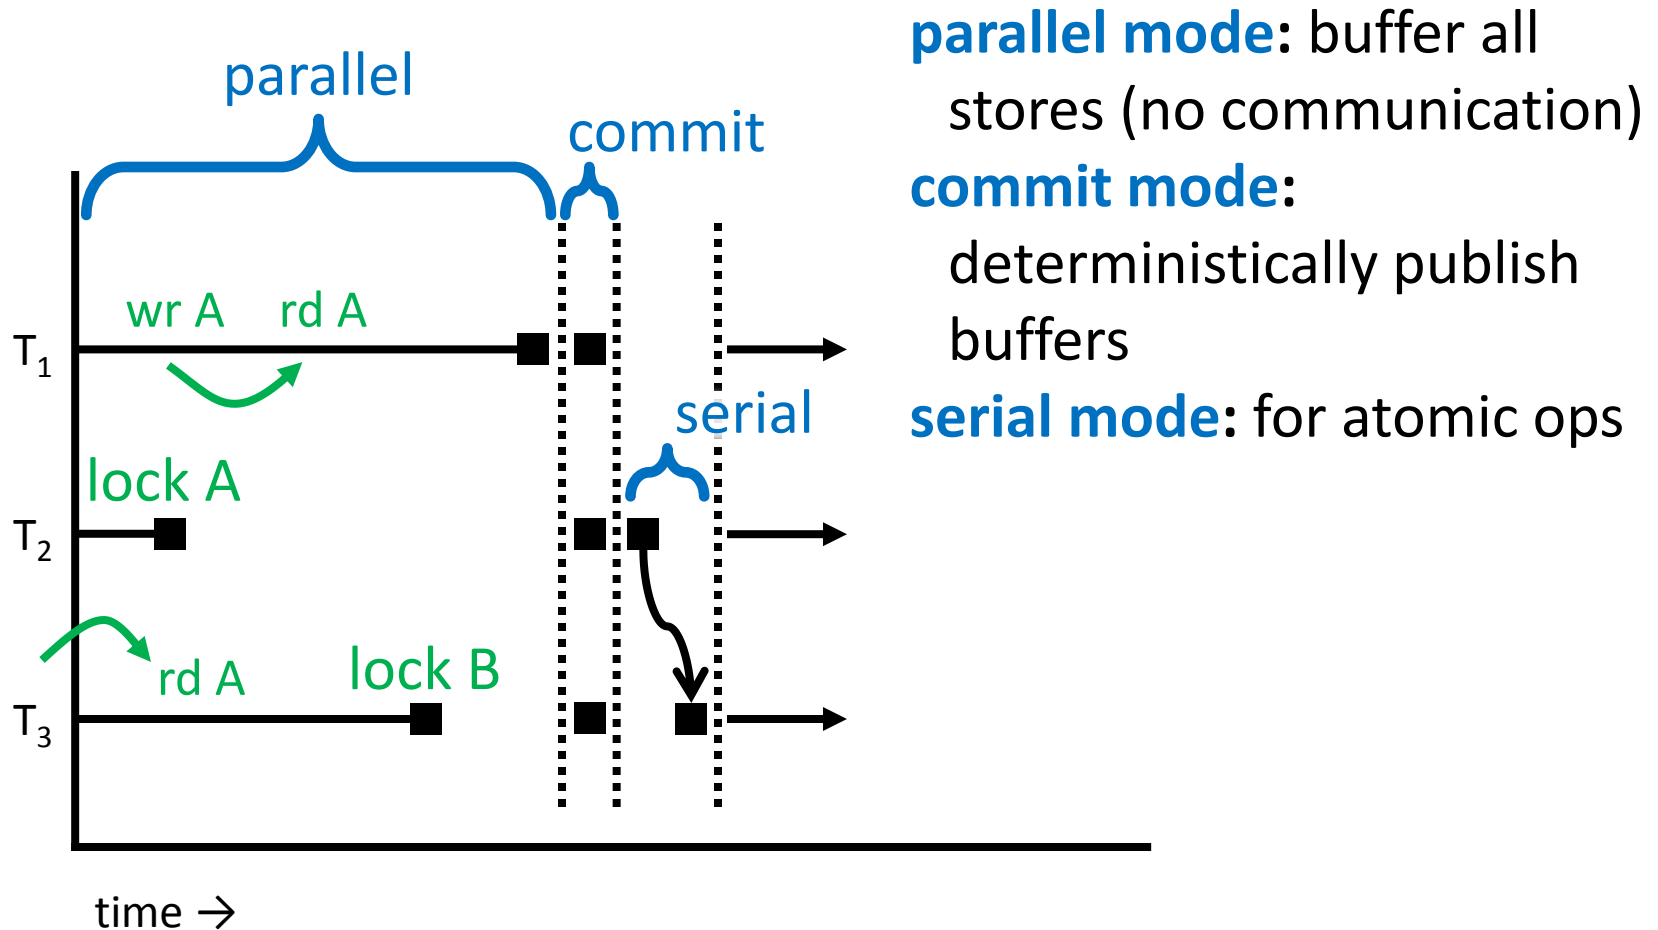 parallel
commit
wr A
rd A
T1
serial
lock A
T2
rd A
lock B
T3
time →
parallel mode: buffer all
stores (no communication)
commit mode:
deterministically publish
buffers
serial mode: for atomic ops